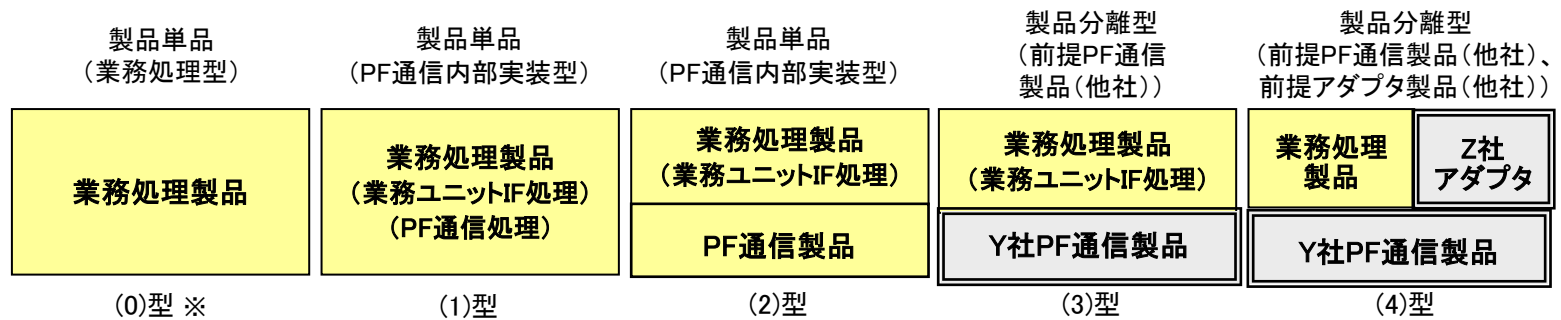 製品単品
（業務処理型）
業務処理製品
(0)型 ※
製品単品
（PF通信内部実装型）
業務処理製品
（業務ユニットIF処理）
（PF通信処理）
(1)型
製品単品
（PF通信内部実装型）
業務処理製品
（業務ユニットIF処理）
PF通信製品
(2)型
製品分離型
（前提PF通信
製品（他社））
業務処理製品
（業務ユニットIF処理）
Y社PF通信製品
(3)型
製品分離型
（前提PF通信製品（他社）、
前提アダプタ製品（他社））
業務処理
製品
Z社
アダプタ
Y社PF通信製品
(4)型